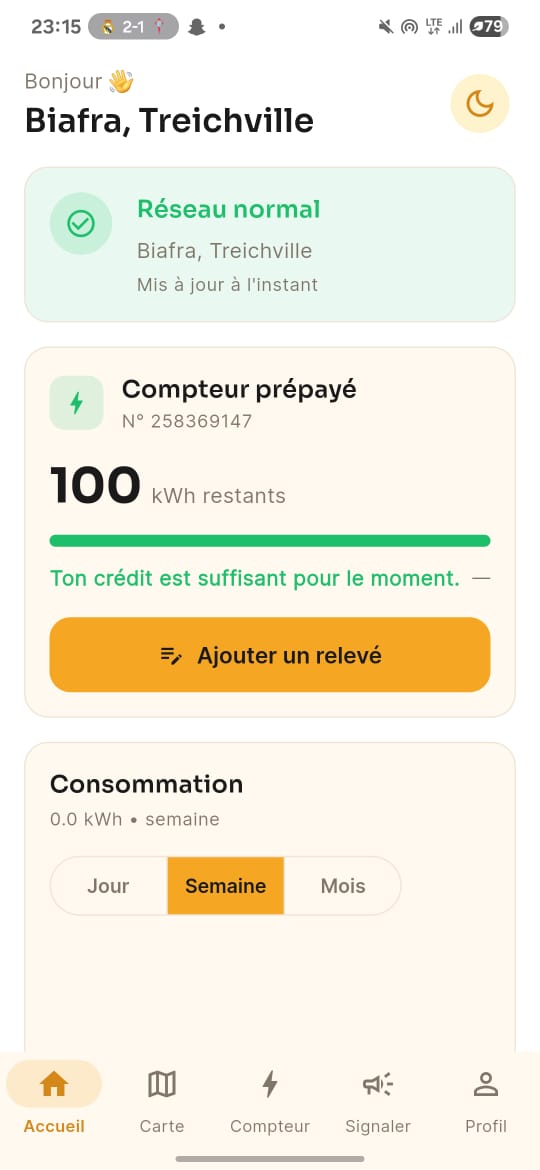 23:15 2-1 LTE 79
Bonjour 👋
Biafra, Treichville
Réseau normal
Biafra, Treichville
Mis à jour à l'instant
Compteur prépayé
N° 258369147
100 kWh restants
Ton crédit est suffisant pour le moment. —
Ajouter un relevé
Consommation
0.0 kWh • semaine
Jour Semaine Mois
Accueil Carte Compteur Signaler Profil